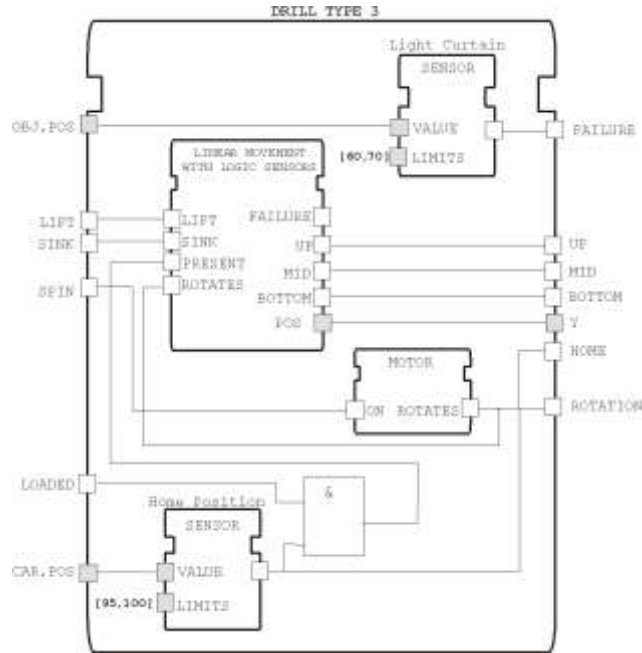 DRILL TYPE 3
Light Curtain
SENSOR
OBJ.POS
VALUE
FAILURE
[60,70]
LIMITS
LINEAR MOVEMENT
WITH LOGIC SENSORS
LIFT
LIFT
FAILURE
SINK
SINK
UP
UP
PRESENT
MID
MID
SPIN
ROTATES
BOTTOM
BOTTOM
POS
Y
MOTOR
HOME
ON
ROTATES
ROTATION
LOADED
&
Home Position
SENSOR
CAR.POS
VALUE
[95,100]
LIMITS